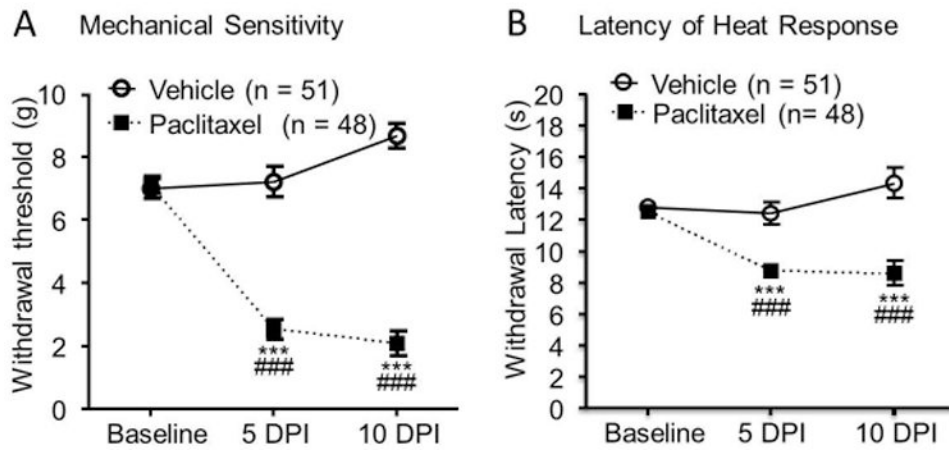 A Mechanical Sensitivity
Vehicle (n = 51)
Paclitaxel (n = 48)
Withdrawal threshold (g)
10
8
6
4
2
0
***
###
***
###
Baseline 5 DPI 10 DPI
B Latency of Heat Response
Vehicle (n = 51)
Paclitaxel (n= 48)
Withdrawal Latency (s)
20
18
16
14
12
10
8
6
4
2
0
***
###
***
###
Baseline 5 DPI 10 DPI